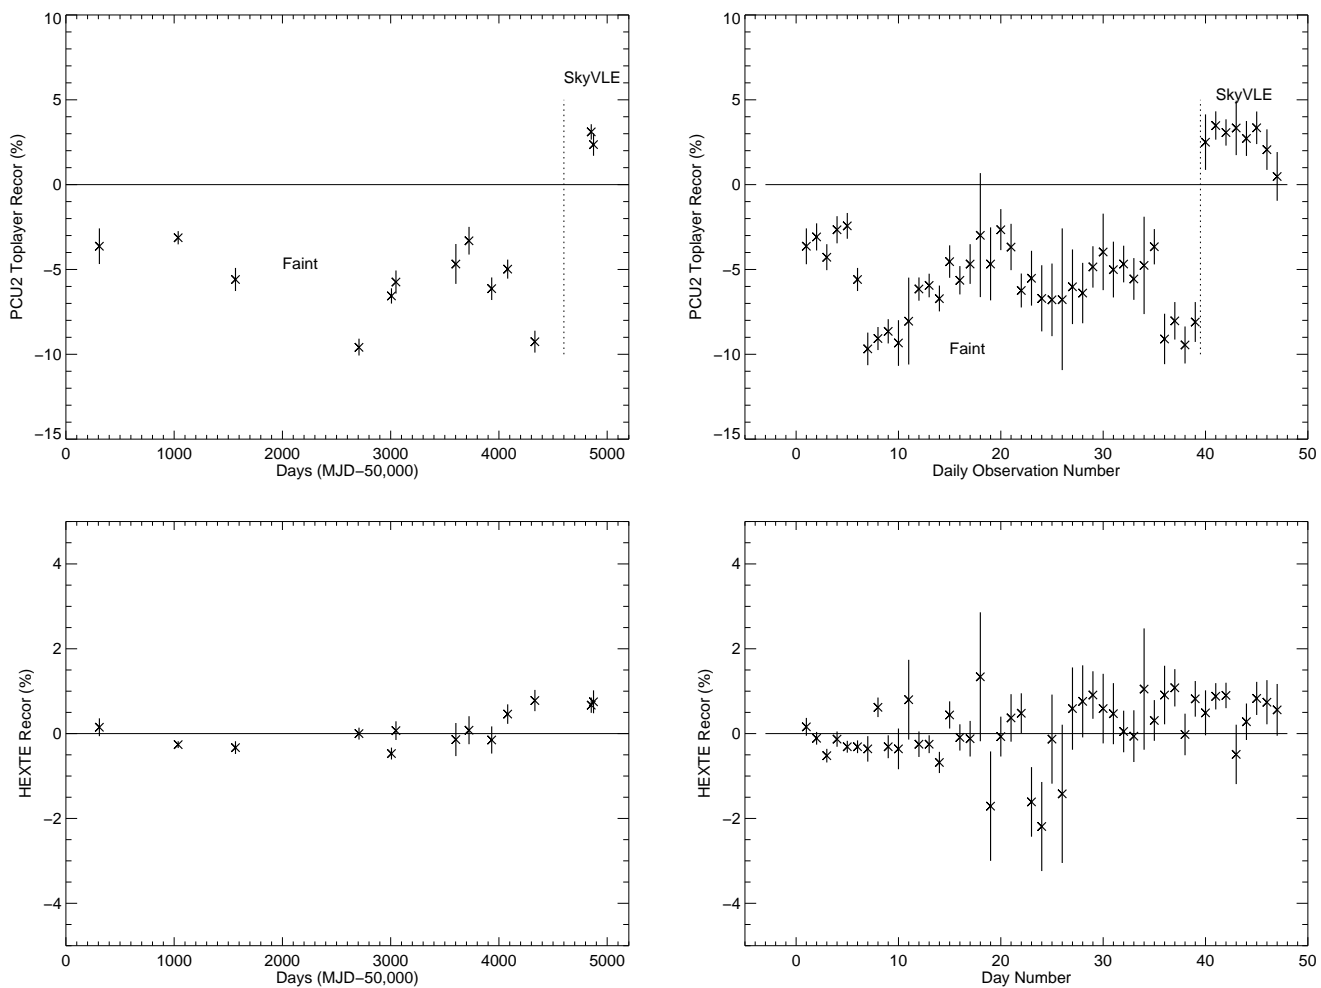 10
5
0
−5
−10
−15
PCU2 Toplayer Recor (%)
SkyVLE
Faint
0 1000 2000 3000 4000 5000
Days (MJD−50,000)
10
5
0
−5
−10
−15
PCU2 Toplayer Recor (%)
SkyVLE
Faint
0 10 20 30 40 50
Daily Observation Number
4
2
0
−2
−4
HEXTE Recor (%)
0 1000 2000 3000 4000 5000
Days (MJD−50,000)
4
2
0
−2
−4
HEXTE Recor (%)
0 10 20 30 40 50
Day Number